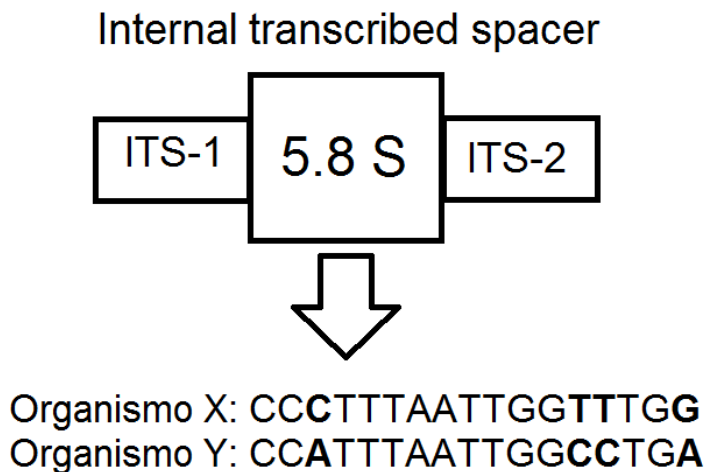 Internal transcribed spacer
ITS-1
5.8 S
ITS-2
Organismo X: CCCTTTAATTGGTTTGG
Organismo Y: CCATTTAATTGGCCTGA